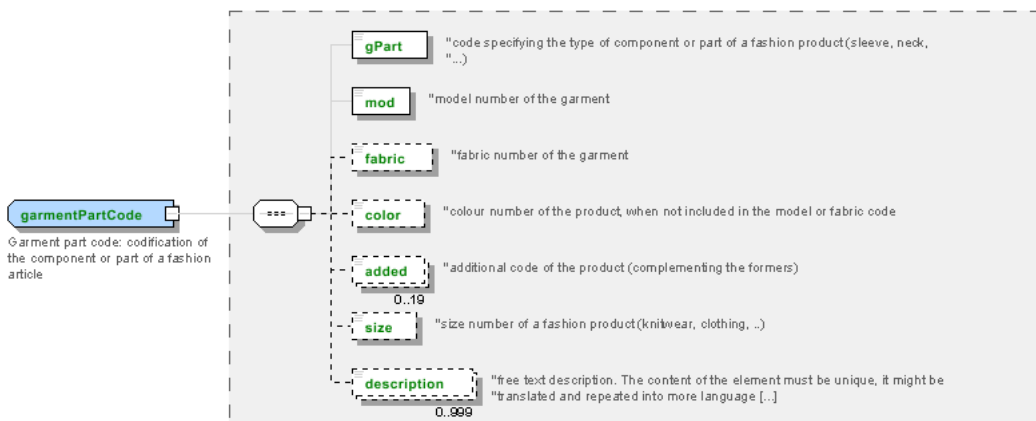 gPart
"code specifying the type of component or part of a fashion product (sleeve, neck,
"...)
mod
"model number of the garment
fabric
"fabric number of the garment
garmentPartCode
Garment part code: codification of
the component or part of a fashion
article
color
"colour number of the product, when not included in the model or fabric code
added
"additional code of the product (complementing the formers)
0..19
size
"size number of a fashion product (knitwear, clothing, ..)
description
"free text description. The content of the element must be unique, it might be
"translated and repeated into more language [...]
0..999